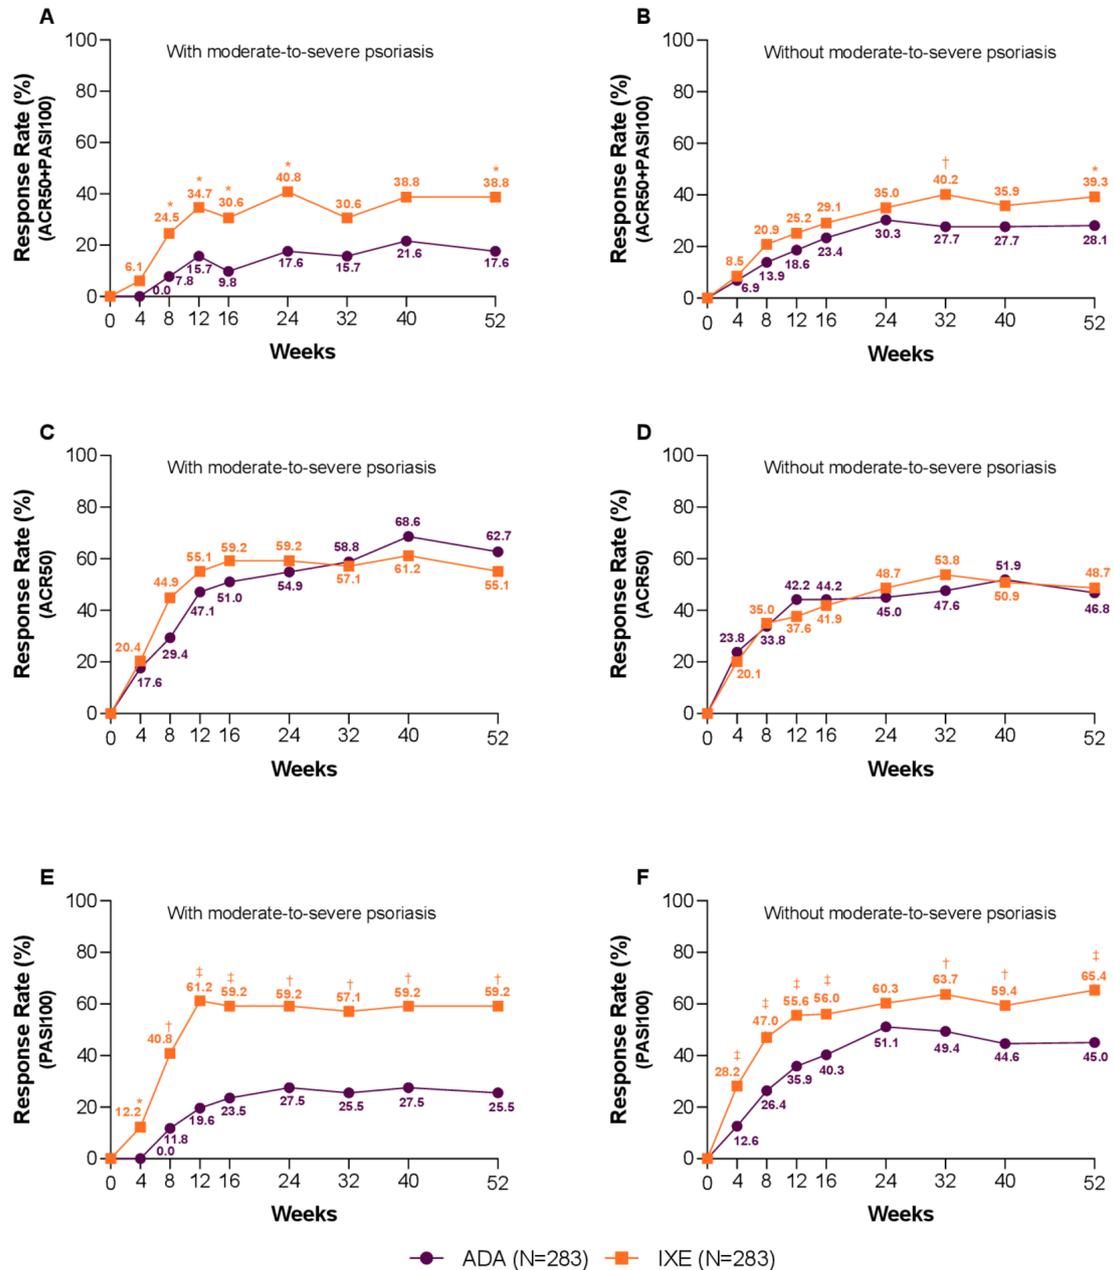 A
With moderate-to-severe psoriasis
Response Rate (%)
(ACR50+PASI100)
100
80
60
40
20
0
* * * * *
6.1 24.5 34.7 30.6 40.8 30.6 38.8 38.8
0.0 7.8 15.7 9.8 17.6 15.7 21.6 17.6
0 4 8 12 16 24 32 40 52
Weeks
B
Without moderate-to-severe psoriasis
Response Rate (%)
(ACR50+PASI100)
100
80
60
40
20
0
† *
8.5 20.9 25.2 29.1 35.0 40.2 35.9 39.3
6.9 13.9 18.6 23.4 30.3 27.7 27.7 28.1
0 4 8 12 16 24 32 40 52
Weeks
C
With moderate-to-severe psoriasis
Response Rate (%)
(ACR50)
100
80
60
40
20
0
20.4 44.9 55.1 59.2 59.2 58.8 68.6 62.7
17.6 29.4 47.1 51.0 54.9 57.1 61.2 55.1
0 4 8 12 16 24 32 40 52
Weeks
D
Without moderate-to-severe psoriasis
Response Rate (%)
(ACR50)
100
80
60
40
20
0
23.8 35.0 42.2 44.2 48.7 53.8 51.9 48.7
20.1 33.8 37.6 41.9 45.0 47.6 50.9 46.8
0 4 8 12 16 24 32 40 52
Weeks
E
With moderate-to-severe psoriasis
Response Rate (%)
(PASI100)
100
80
60
40
20
0
* † ‡ ‡ † † † †
12.2 40.8 61.2 59.2 59.2 57.1 59.2 59.2
0.0 11.8 19.6 23.5 27.5 25.5 27.5 25.5
0 4 8 12 16 24 32 40 52
Weeks
F
Without moderate-to-severe psoriasis
Response Rate (%)
(PASI100)
100
80
60
40
20
0
‡ ‡ ‡ ‡ † † ‡
28.2 47.0 55.6 56.0 60.3 63.7 59.4 65.4
12.6 26.4 35.9 40.3 51.1 49.4 44.6 45.0
0 4 8 12 16 24 32 40 52
Weeks
ADA (N=283) IXE (N=283)